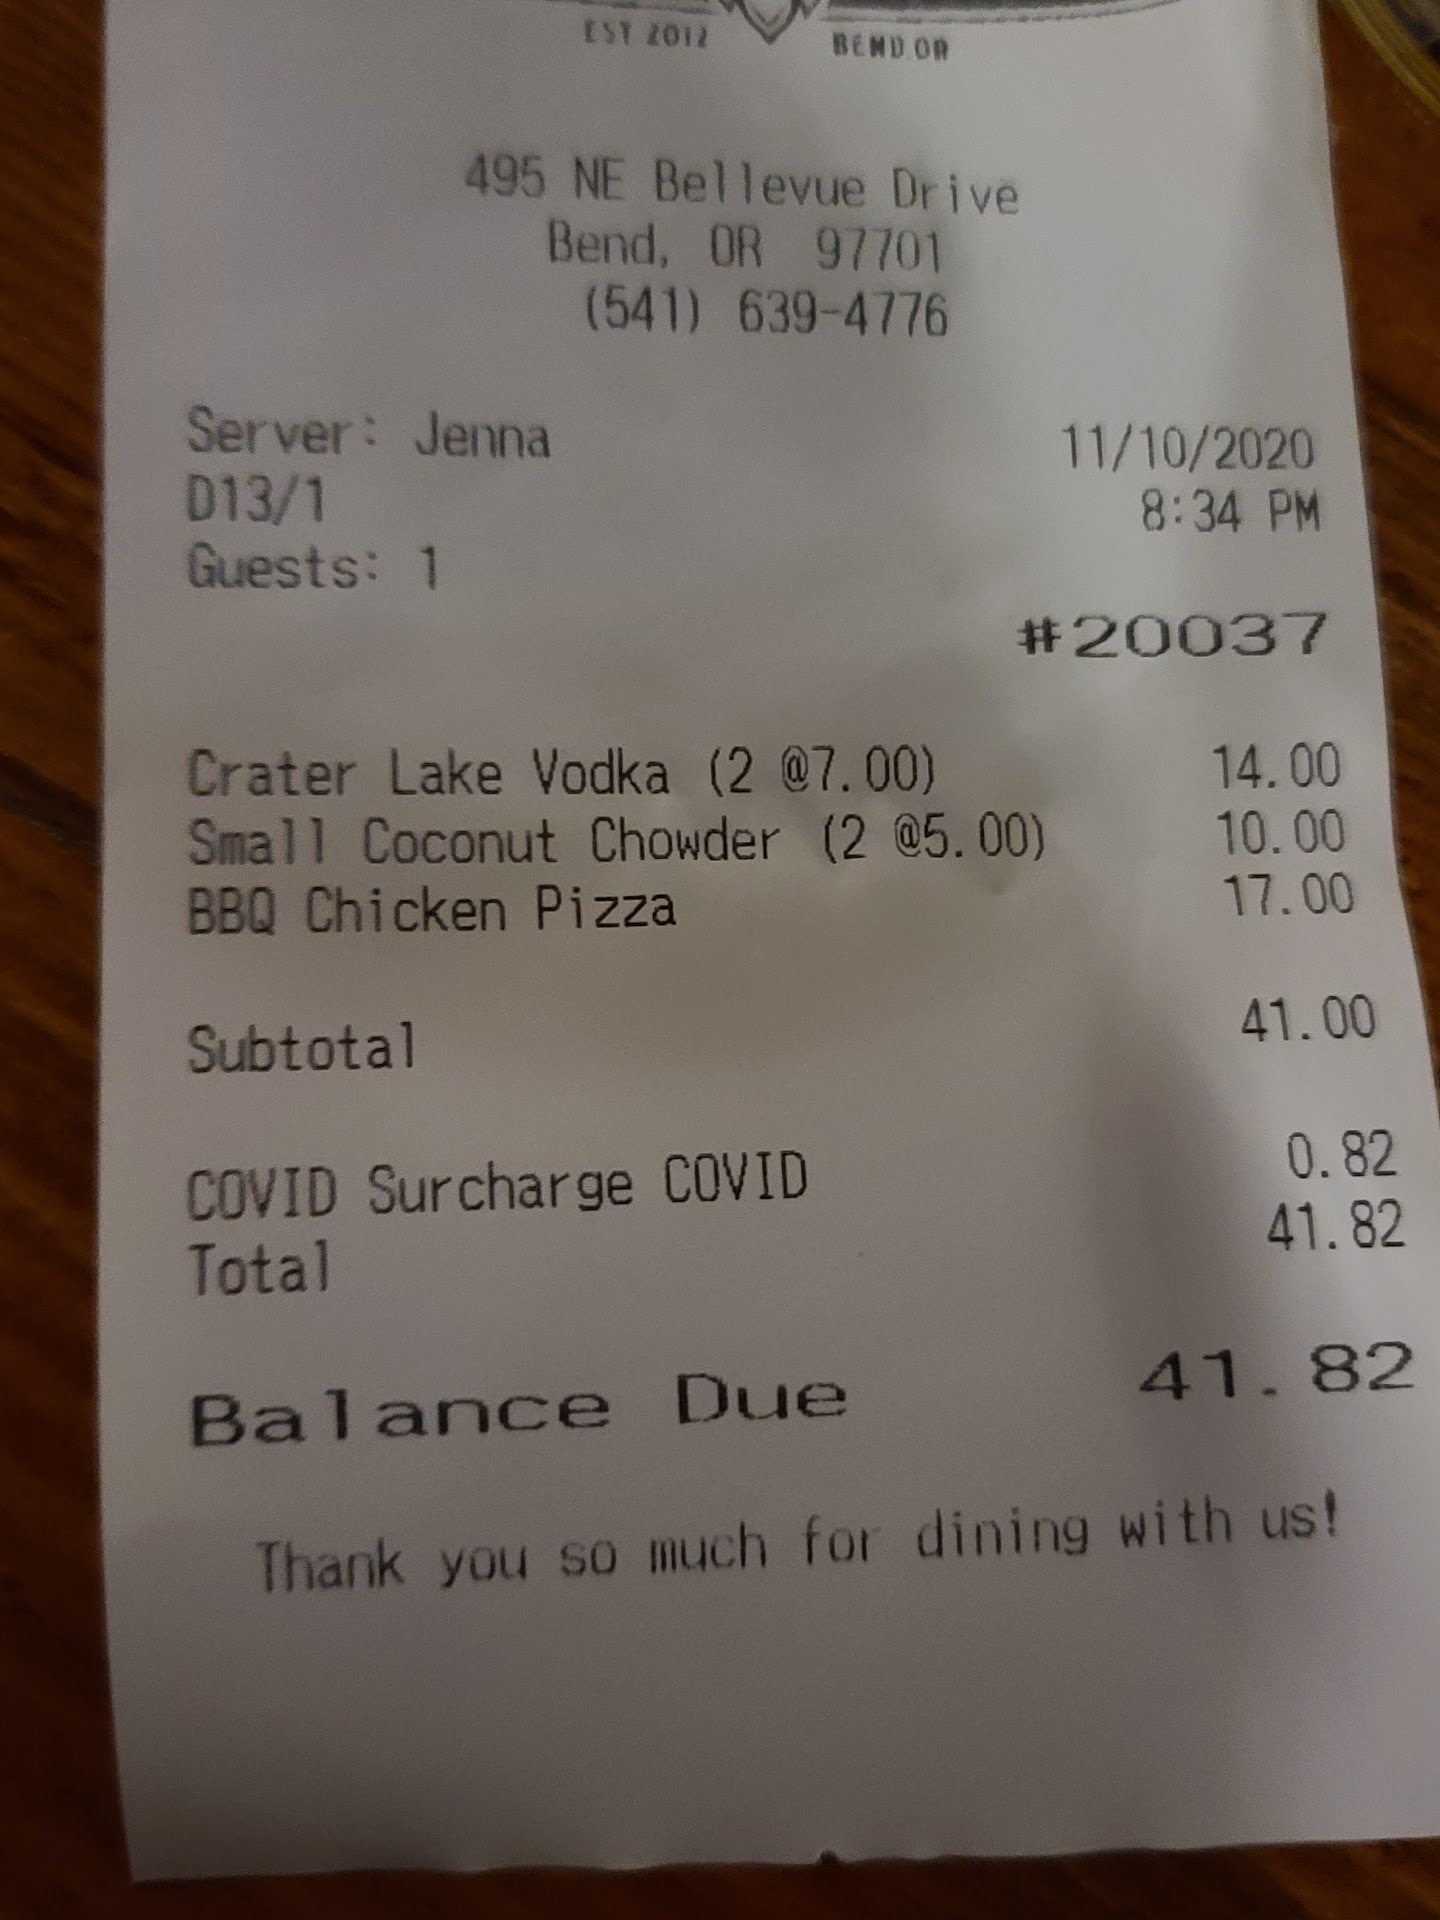 EST 2012 BEND OR
495 NE Bellevue Drive
Bend, OR 97701
(541) 639-4776
Server: Jenna 11/10/2020
D13/1 8:34 PM
Guests: 1
#20037
Crater Lake Vodka (2 @7.00) 14.00
Small Coconut Chowder (2 @5.00) 10.00
BBQ Chicken Pizza 17.00
Subtotal 41.00
COVID Surcharge COVID 0.82
Total 41.82
Balance Due 41.82
Thank you so much for dining with us!